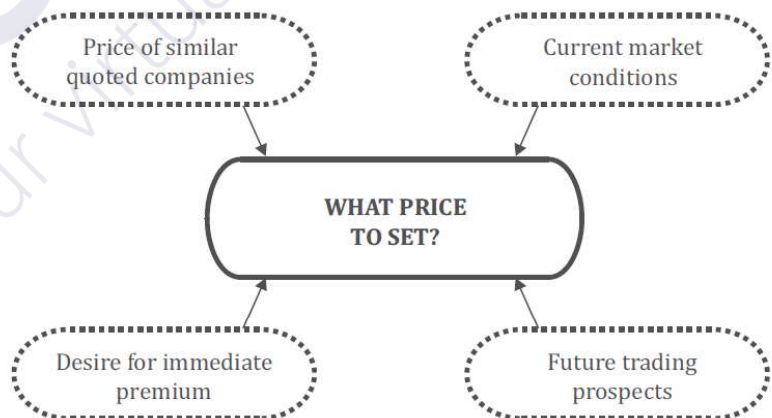 Price of similar
quoted companies
Current market
conditions
WHAT PRICE
TO SET?
Desire for immediate
premium
Future trading
prospects